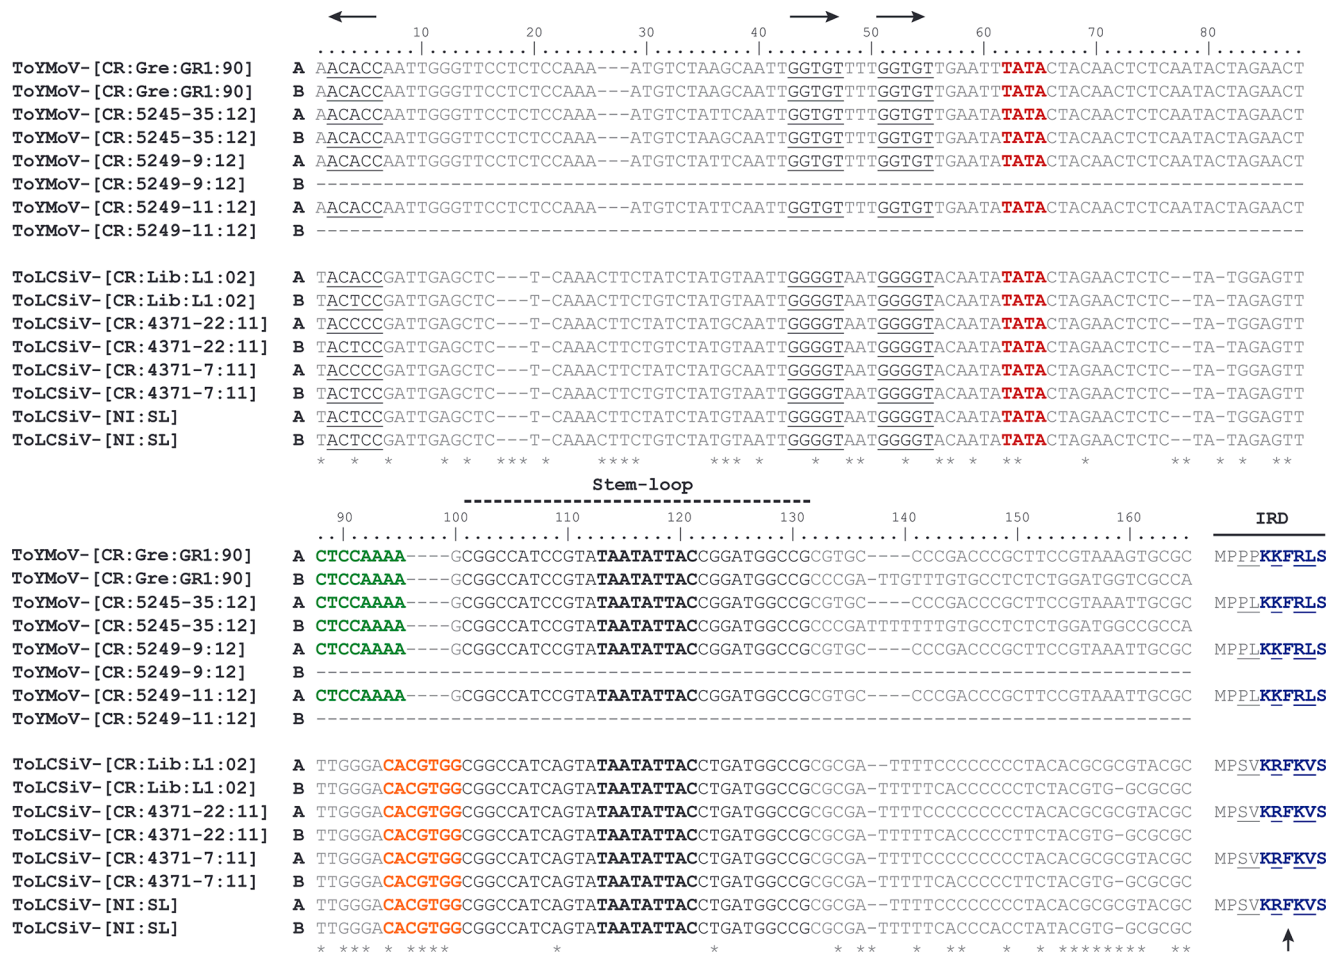 10 20 30 40 50 60 70 80
ToYMoV-[CR:Gre:GR1:90] A AACACCAATTGGGTTCCTCTCCAAA---ATGTCTAAGCAATTGGTGTTTTGGTGTTGAATTTATACTACAACTCTCAATACTAGAACT
ToYMoV-[CR:Gre:GR1:90] B AACACCAATTGGGTTCCTCTCCAAA---ATGTCTAAGCAATTGGTGTTTTGGTGTTGAATTTATACTACAACTCTCAATACTAGAACT
ToYMoV-[CR:5245-35:12] A AACACCAATTGGGTTCCTCTCCAAA---ATGTCTATTCAATTGGTGTTTTGGTGTTGAATATATACTACAACTCTCAATACTAGAACT
ToYMoV-[CR:5245-35:12] B AACACCAATTGGGTTCCTCTCCAAA---ATGTCTAAGCAATTGGTGTTTTGGTGTTGAATTTATACTACAACTCTCAATACTAGAACT
ToYMoV-[CR:5249-9:12] A AACACCAATTGGGTTCCTCTCCAAA---ATGTCTATTCAATTGGTGTTTTGGTGTTGAATATATACTACAACTCTCAATACTAGAACT
ToYMoV-[CR:5249-9:12] B ----------------------------------------------------------------------------------------
ToYMoV-[CR:5249-11:12] A AACACCAATTGGGTTCCTCTCCAAA---ATGTCTATTCAATTGGTGTTTTGGTGTTGAATATATACTACAACTCTCAATACTAGAACT
ToYMoV-[CR:5249-11:12] B ----------------------------------------------------------------------------------------
ToLCSiV-[CR:Lib:L1:02] A TACACCGATTGAGCTC---T-CAAACTTCTATCTATGTAATTGGGGTAATGGGGTACAATATATACTAGAACTCTC--TA-TGGAGTT
ToLCSiV-[CR:Lib:L1:02] B TACTCCGATTGAGCTC---T-CAAACTTCTGTCTATGTAATTGGGGTAATGGGGTACAATATATACTAGAACTCTC--TA-TAGAGTT
ToLCSiV-[CR:4371-22:11] A TACCCCGATTGAGCTC---T-CAAACTTCTATCTATGCAATTGGGGTAATGGGGTACAATATATACTAGAACTCTC--TA-TGGAGTT
ToLCSiV-[CR:4371-22:11] B TACTCCGATTGAGCTC---T-CAAACTTCTGTCTATGTAATTGGGGTAATGGGGTACAATATATACTAGAACTCTC--TA-TAGAGTT
ToLCSiV-[CR:4371-7:11] A TACCCCGATTGAGCTC---T-CAAACTTCTATCTATGCAATTGGGGTAATGGGGTACAATATATACTAGAACTCTC--TA-TGGAGTT
ToLCSiV-[CR:4371-7:11] B TACTCCGATTGAGCTC---T-CAAACTTCTGTCTATGTAATTGGGGTAATGGGGTACAATATATACTAGAACTCTC--TA-TAGAGTT
ToLCSiV-[NI:SL] A TACTCCGATTGAGCTC---T-CAAACTTCTATCTATGTAATTGGGGTAATGGGGTACAATATATACTAGAACTCTC--TA-TGGAGTT
ToLCSiV-[NI:SL] B TACTCCGATTGAGCTC---T-CAAACTTCTGTCTATGTAATTGGGGTAATGGGGTACAATATATACTAGAACTCTC--TA-TAGAGTT
* * * * * *** * **** *** * * ** * ** * ** * ** * * **
Stem-loop
90 100 110 120 130 140 150 160 IRD
ToYMoV-[CR:Gre:GR1:90] A CTCCAAAA----GCGGCCATCCGTATAATATTACCGGATGGCCGCGTGC----CCCGACCCGCTTCCGTAAAGTGCGC MPPPKKFRLS
ToYMoV-[CR:Gre:GR1:90] B CTCCAAAA----GCGGCCATCCGTATAATATTACCGGATGGCCGCCCGA-TTGTTTGTGCCTCTCTGGATGGTCGCCA
ToYMoV-[CR:5245-35:12] A CTCCAAAA----GCGGCCATCCGTATAATATTACCGGATGGCCGCGTGC----CCCGACCCGCTTCCGTAAATTGCGC MPPLKKFRLS
ToYMoV-[CR:5245-35:12] B CTCCAAAA----GCGGCCATCCGTATAATATTACCGGATGGCCGCCCGATTTTTTTGTGCCTCTCTGGATGGCCGCCA
ToYMoV-[CR:5249-9:12] A CTCCAAAA----GCGGCCATCCGTATAATATTACCGGATGGCCGCGTGC----CCCGACCCGCTTCCGTAAATTGCGC MPPLKKFRLS
ToYMoV-[CR:5249-9:12] B ------------------------------------------------------------------------------
ToYMoV-[CR:5249-11:12] A CTCCAAAA----GCGGCCATCCGTATAATATTACCGGATGGCCGCGTGC----CCCGACCCGCTTCCGTAAATTGCGC MPPLKKFRLS
ToYMoV-[CR:5249-11:12] B ------------------------------------------------------------------------------
ToLCSiV-[CR:Lib:L1:02] A TTGGGACACGTGGCGGCCATCAGTATAATATTACCTGATGGCCGCGCGA-TTTTCCCCCCCCTACACGCGCGTACGC MPSVKRFKVS
ToLCSiV-[CR:Lib:L1:02] B TTGGGACACGTGGCGGCCATCAGTATAATATTACCTGATGGCCGCGCGA-TTTTTCACCCCCCTCTACGTG-GCGCGC
ToLCSiV-[CR:4371-22:11] A TTGGGACACGTGGCGGCCATCAGTATAATATTACCTGATGGCCGCGCGA-TTTTCCCCCCCCCTACACGCGCGTACGC MPSVKRFKVS
ToLCSiV-[CR:4371-22:11] B TTGGGACACGTGGCGGCCATCAGTATAATATTACCTGATGGCCGCGCGA-TTTTTCACCCCCTTCTACGTG-GCGCGC
ToLCSiV-[CR:4371-7:11] A TTGGGACACGTGGCGGCCATCAGTATAATATTACCTGATGGCCGCGCGA-TTTTCCCCCCCCCTACACGCGCGTACGC MPSVKRFKVS
ToLCSiV-[CR:4371-7:11] B TTGGGACACGTGGCGGCCATCAGTATAATATTACCTGATGGCCGCGCGA-TTTTTCACCCCCTTCTACGTG-GCGCGC
ToLCSiV-[NI:SL] A TTGGGACACGTGGCGGCCATCAGTATAATATTACCTGATGGCCGCGCGA-TTTTCCCCCCCCCTACACGCGCGTACGC MPSVKRFKVS
ToLCSiV-[NI:SL] B TTGGGACACGTGGCGGCCATCAGTATAATATTACCTGATGGCCGCGCGA-TTTTTCACCCACCTATACGTG-GCGCGC
* *** * **** * * * ** * ** * ******** **